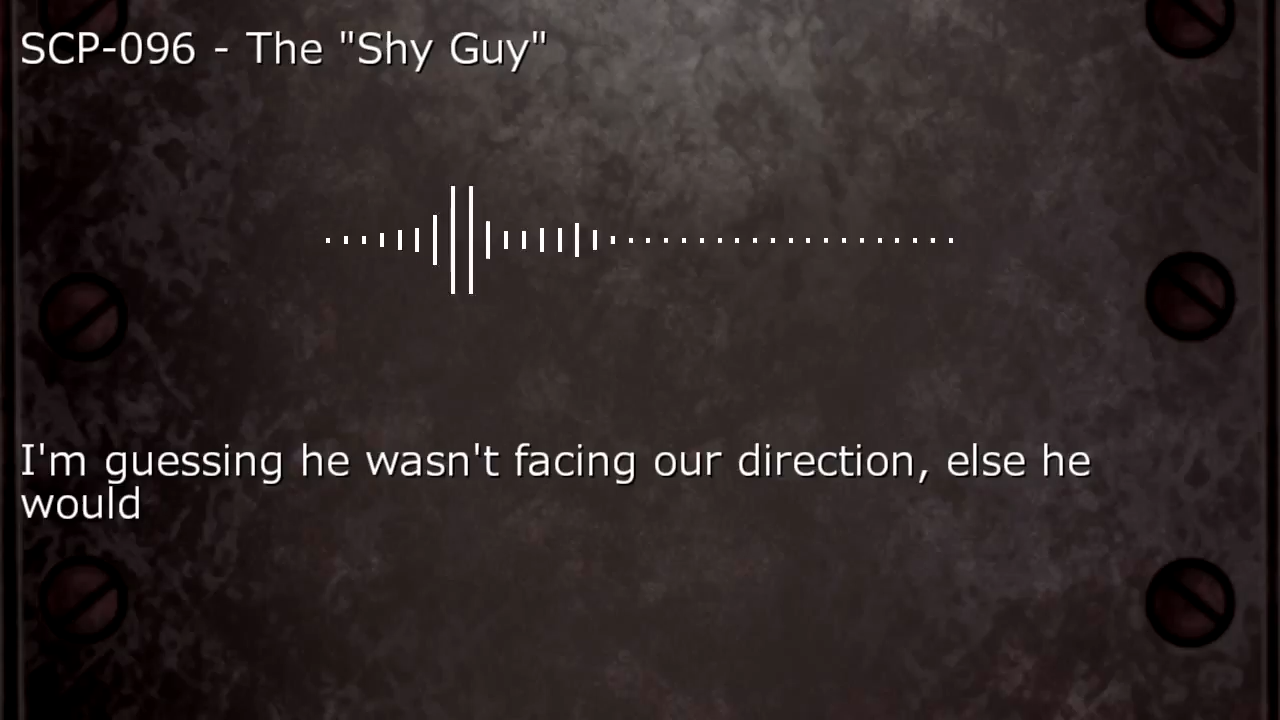 SCP-096 - The "Shy Guy"
I'm guessing he wasn't facing our direction, else he
would